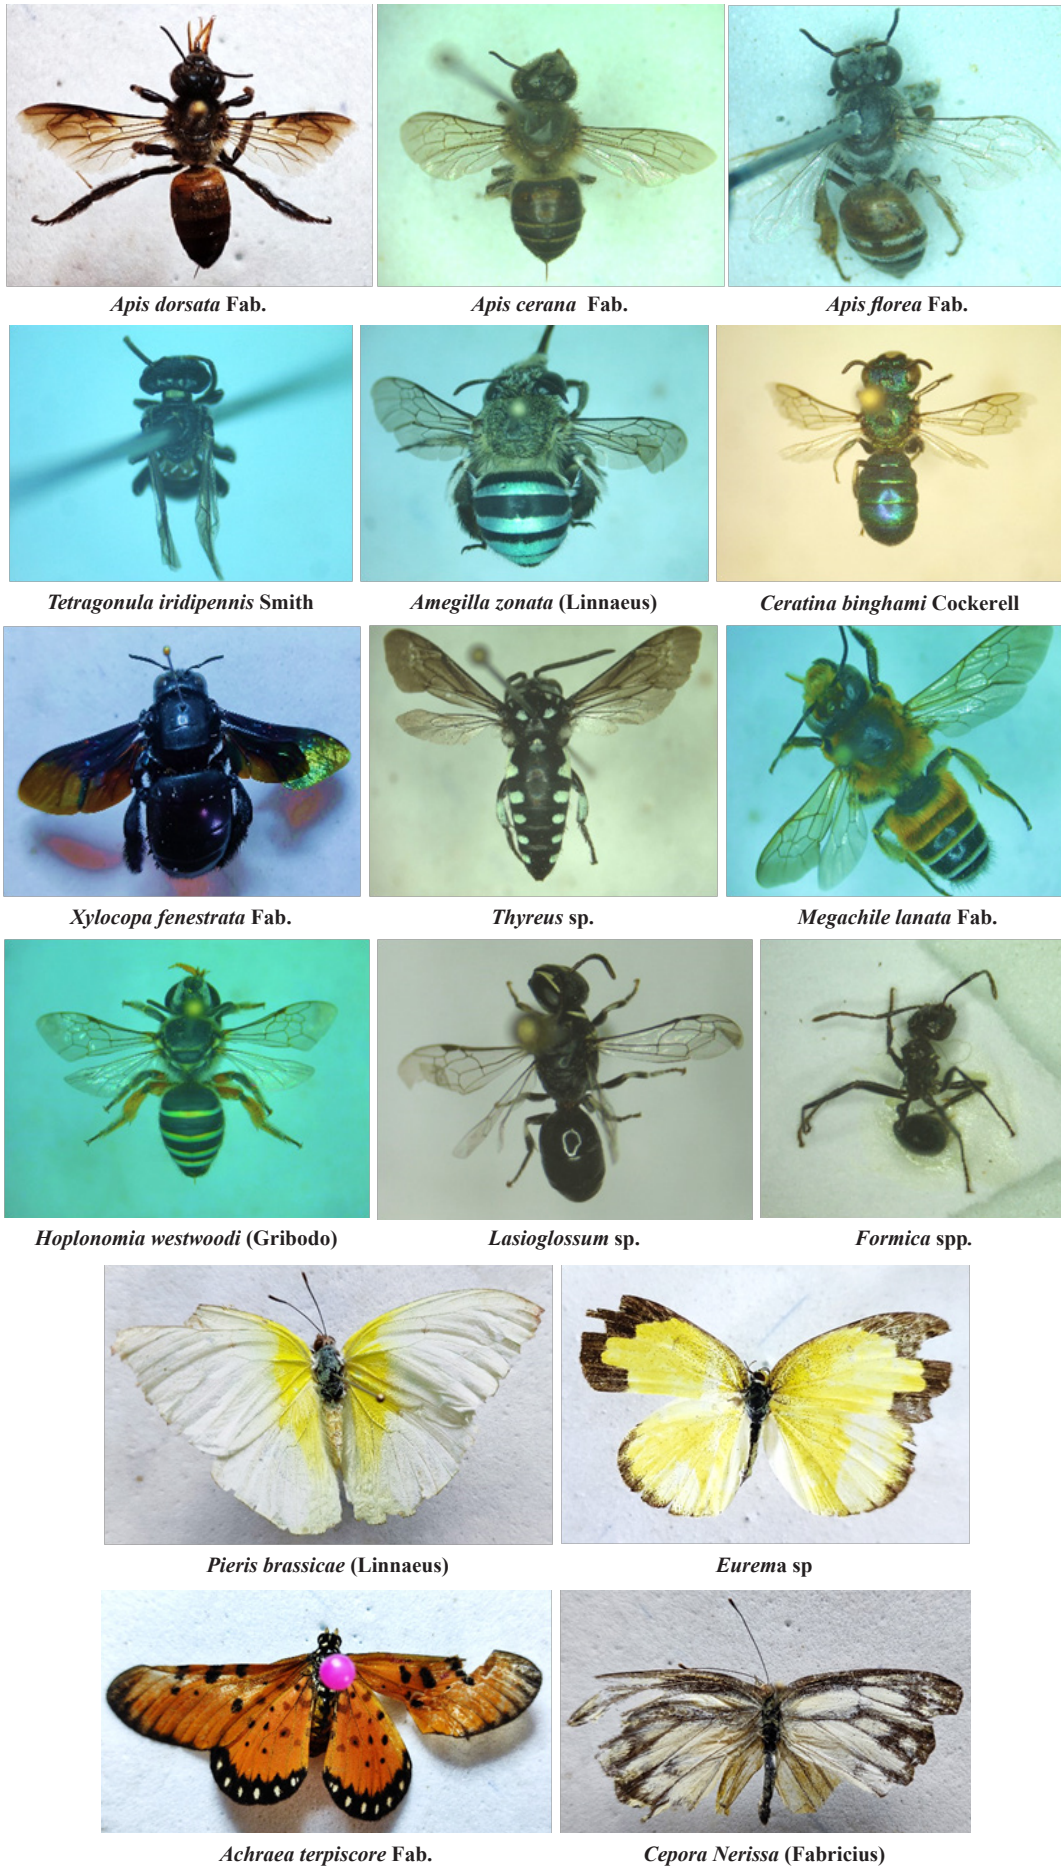 Apis dorsata Fab.
Apis cerana Fab.
Apis florea Fab.
Tetragonula iridipennis Smith
Amegilla zonata (Linnaeus)
Ceratina binghami Cockerell
Xylocopa fenestrata Fab.
Thyreus sp.
Megachile lanata Fab.
Hoplonomia westwoodi (Gribodo)
Lasioglossum sp.
Formica spp.
Pieris brassicae (Linnaeus)
Eurema sp
Achraea terpiscore Fab.
Cepora Nerissa (Fabricius)